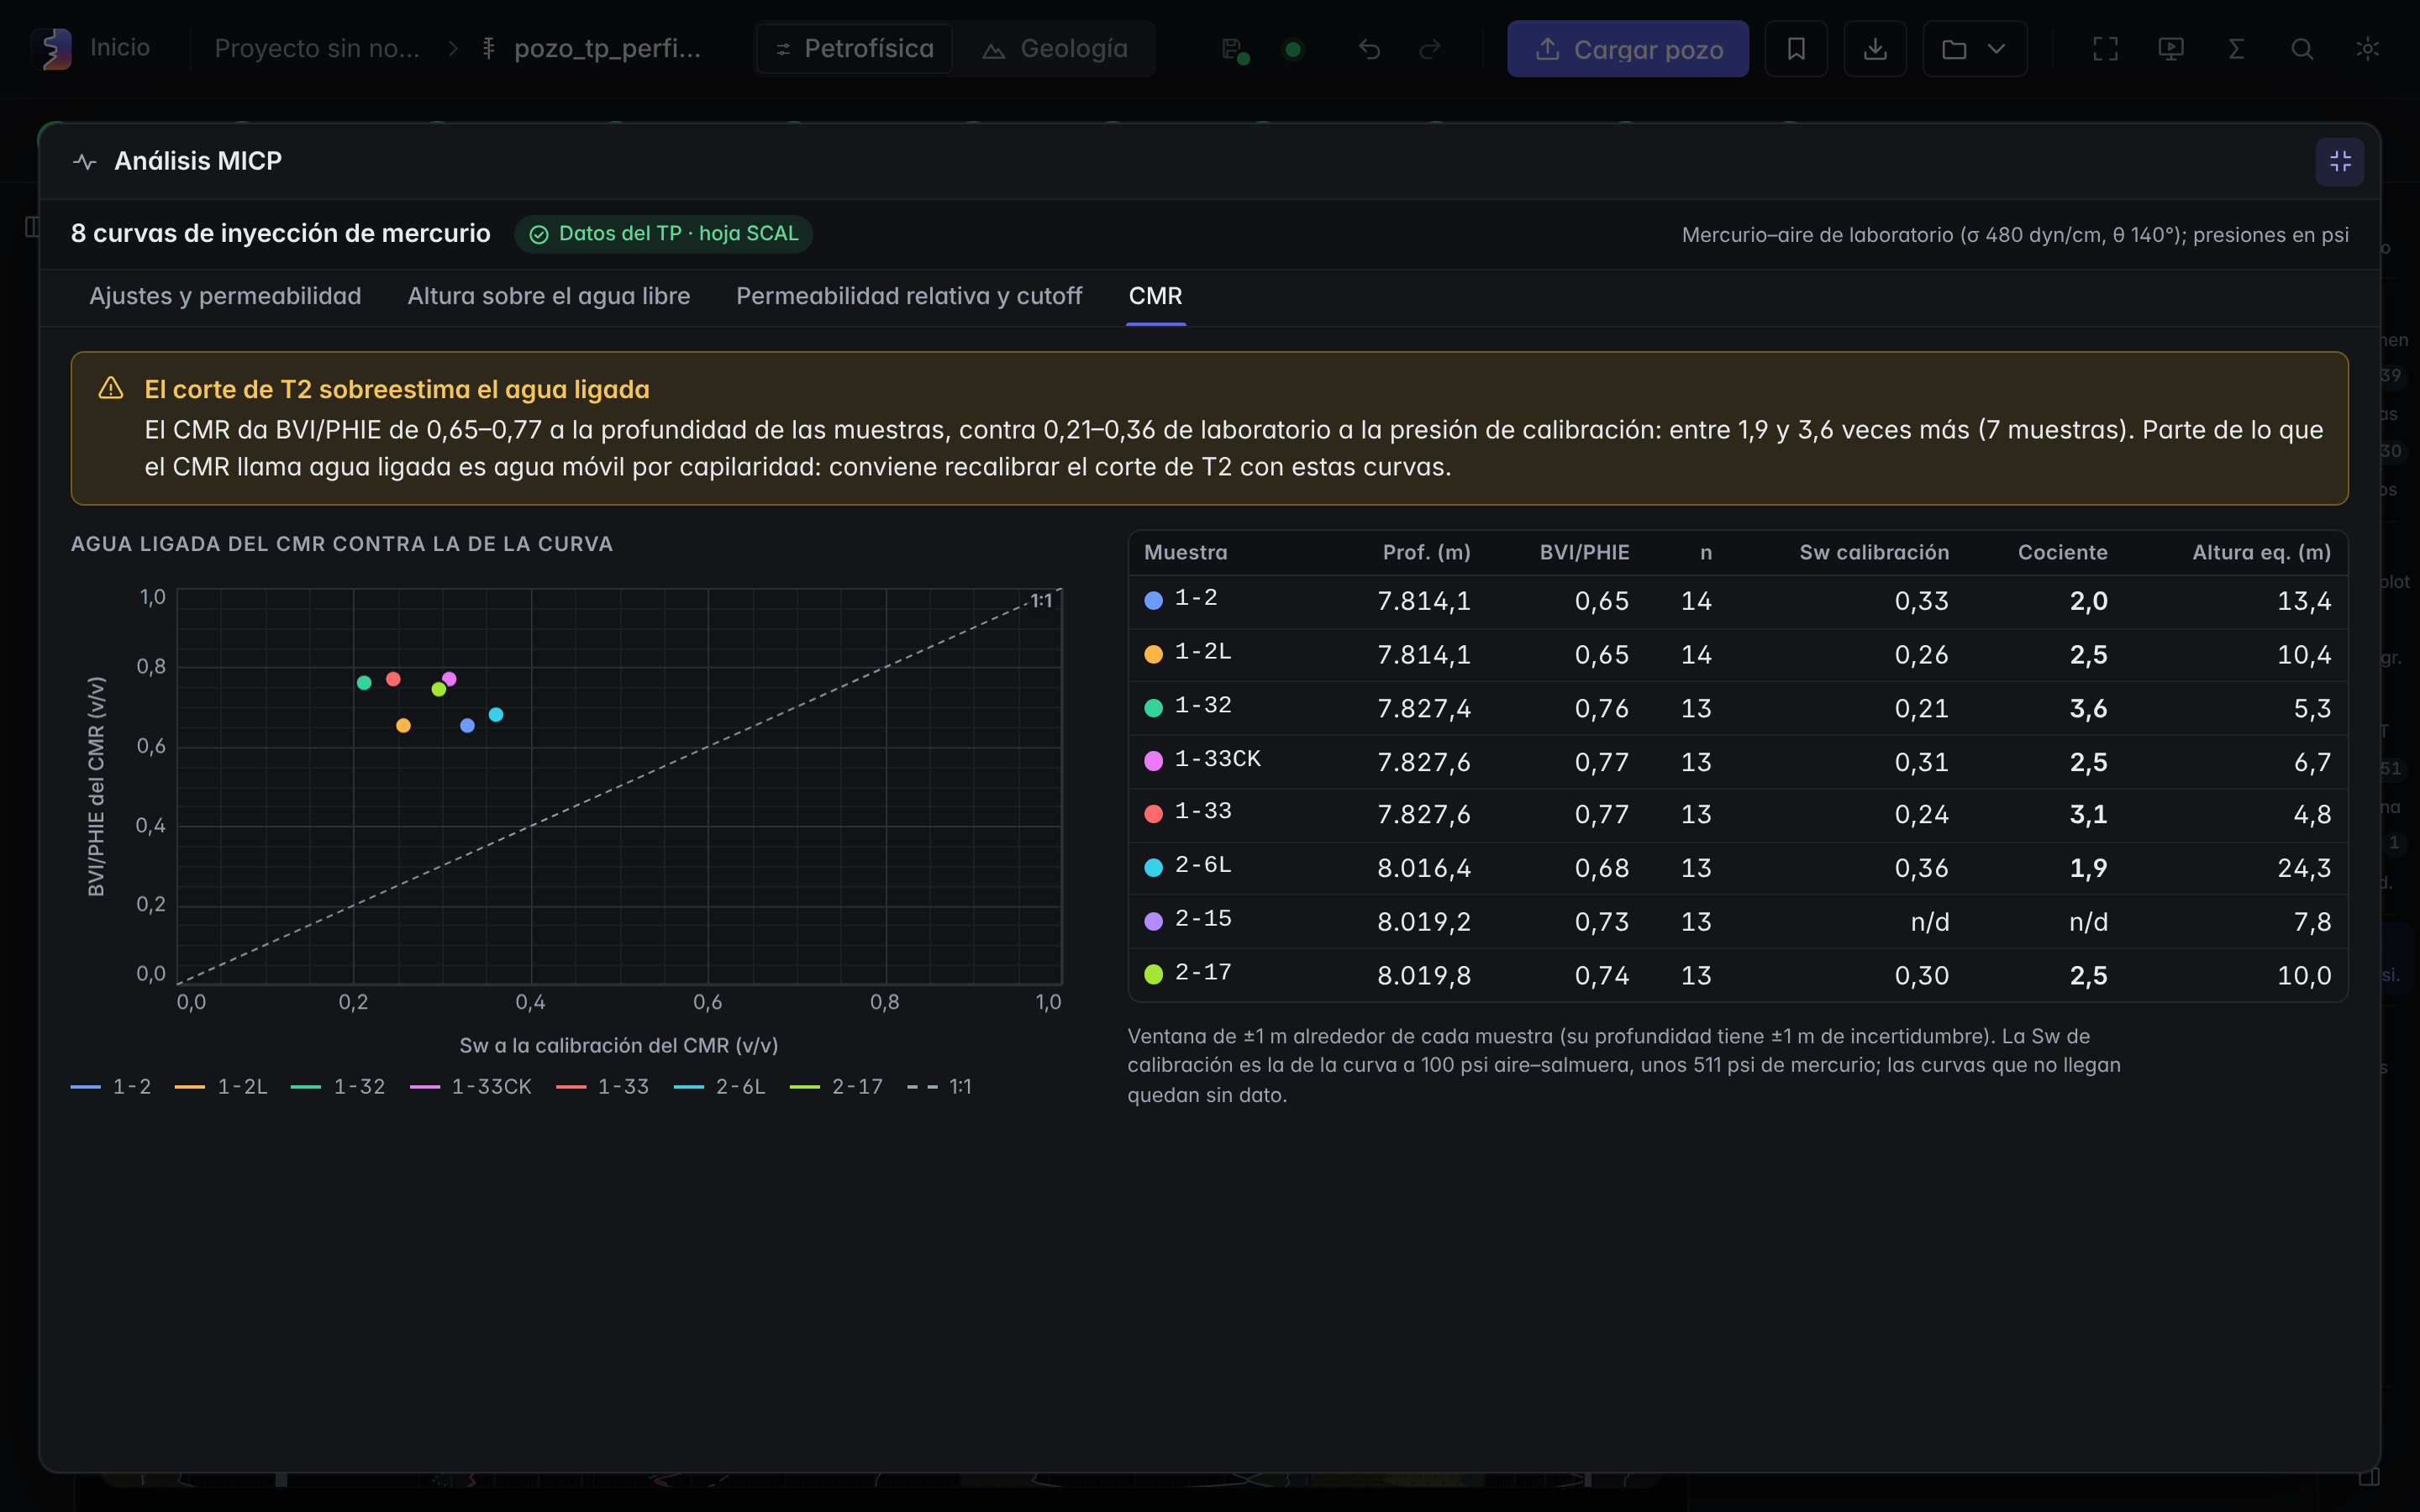 Inicio
Proyecto sin no...
pozo_tp_perfi...
Petrofísica
Geología
Cargar pozo
Análisis MICP
8 curvas de inyección de mercurio
Datos del TP · hoja SCAL
Mercurio–aire de laboratorio (σ 480 dyn/cm, θ 140°); presiones en psi
Ajustes y permeabilidad
Altura sobre el agua libre
Permeabilidad relativa y cutoff
CMR
El corte de T2 sobreestima el agua ligada
El CMR da BVI/PHIE de 0,65–0,77 a la profundidad de las muestras, contra 0,21–0,36 de laboratorio a la presión de calibración: entre 1,9 y 3,6 veces más (7 muestras). Parte de lo que
el CMR llama agua ligada es agua móvil por capilaridad: conviene recalibrar el corte de T2 con estas curvas.
AGUA LIGADA DEL CMR CONTRA LA DE LA CURVA
1,0
0,8
0,6
0,4
0,2
0,0
BVI/PHIE del CMR (v/v)
1:1
0,0 0,2 0,4 0,6 0,8 1,0
Sw a la calibración del CMR (v/v)
1-2 1-2L 1-32 1-33CK 1-33 2-6L 2-17 1:1
Muestra Prof. (m) BVI/PHIE n Sw calibración Cociente Altura eq. (m)
1-2 7.814,1 0,65 14 0,33 2,0 13,4
1-2L 7.814,1 0,65 14 0,26 2,5 10,4
1-32 7.827,4 0,76 13 0,21 3,6 5,3
1-33CK 7.827,6 0,77 13 0,31 2,5 6,7
1-33 7.827,6 0,77 13 0,24 3,1 4,8
2-6L 8.016,4 0,68 13 0,36 1,9 24,3
2-15 8.019,2 0,73 13 n/d n/d 7,8
2-17 8.019,8 0,74 13 0,30 2,5 10,0
Ventana de ±1 m alrededor de cada muestra (su profundidad tiene ±1 m de incertidumbre). La Sw de
calibración es la de la curva a 100 psi aire–salmuera, unos 511 psi de mercurio; las curvas que no llegan
quedan sin dato.